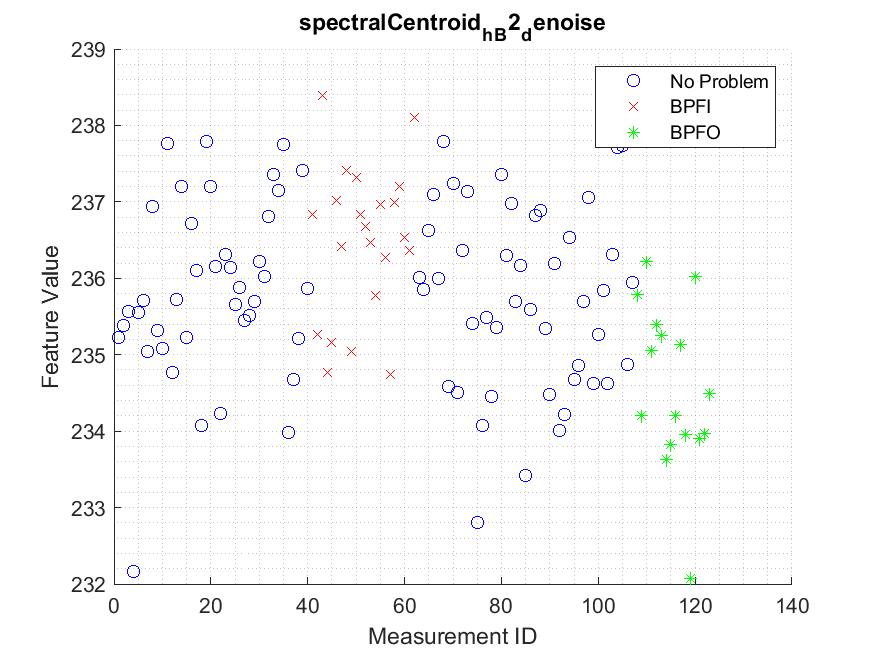 spectralCentroid_hB2_denoise
239
238
237
236
235
234
233
232
0 20 40 60 80 100 120 140
Feature Value
Measurement ID
No Problem
BPFI
BPFO